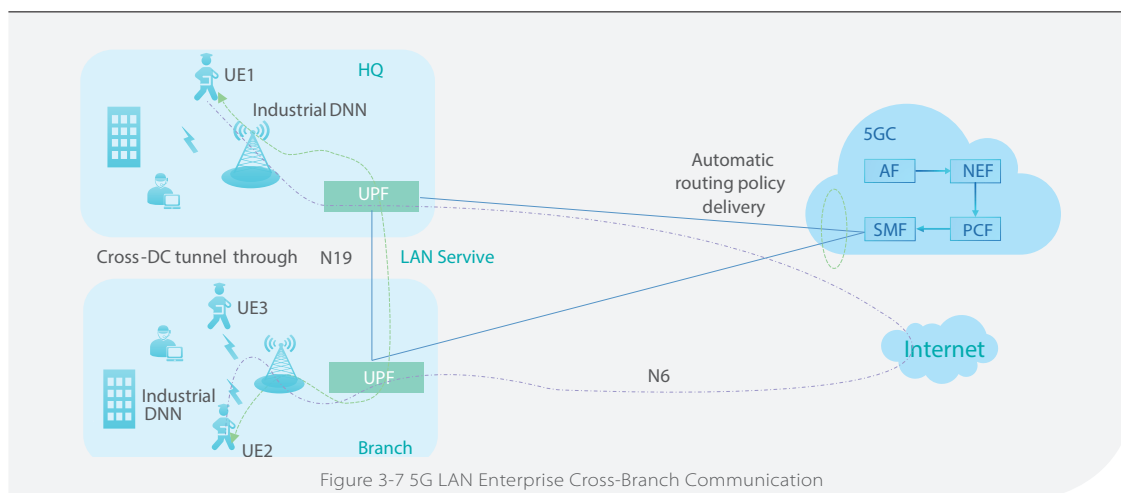 HQ
UE1
Industrial DNN
UPF
Cross-DC tunnel through N19
LAN Servive
UE3
Industrial
DNN
UE2
UPF
Branch
Automatic
routing policy
delivery
5GC
AF
NEF
SMF
PCF
Internet
N6
Figure 3-7 5G LAN Enterprise Cross-Branch Communication